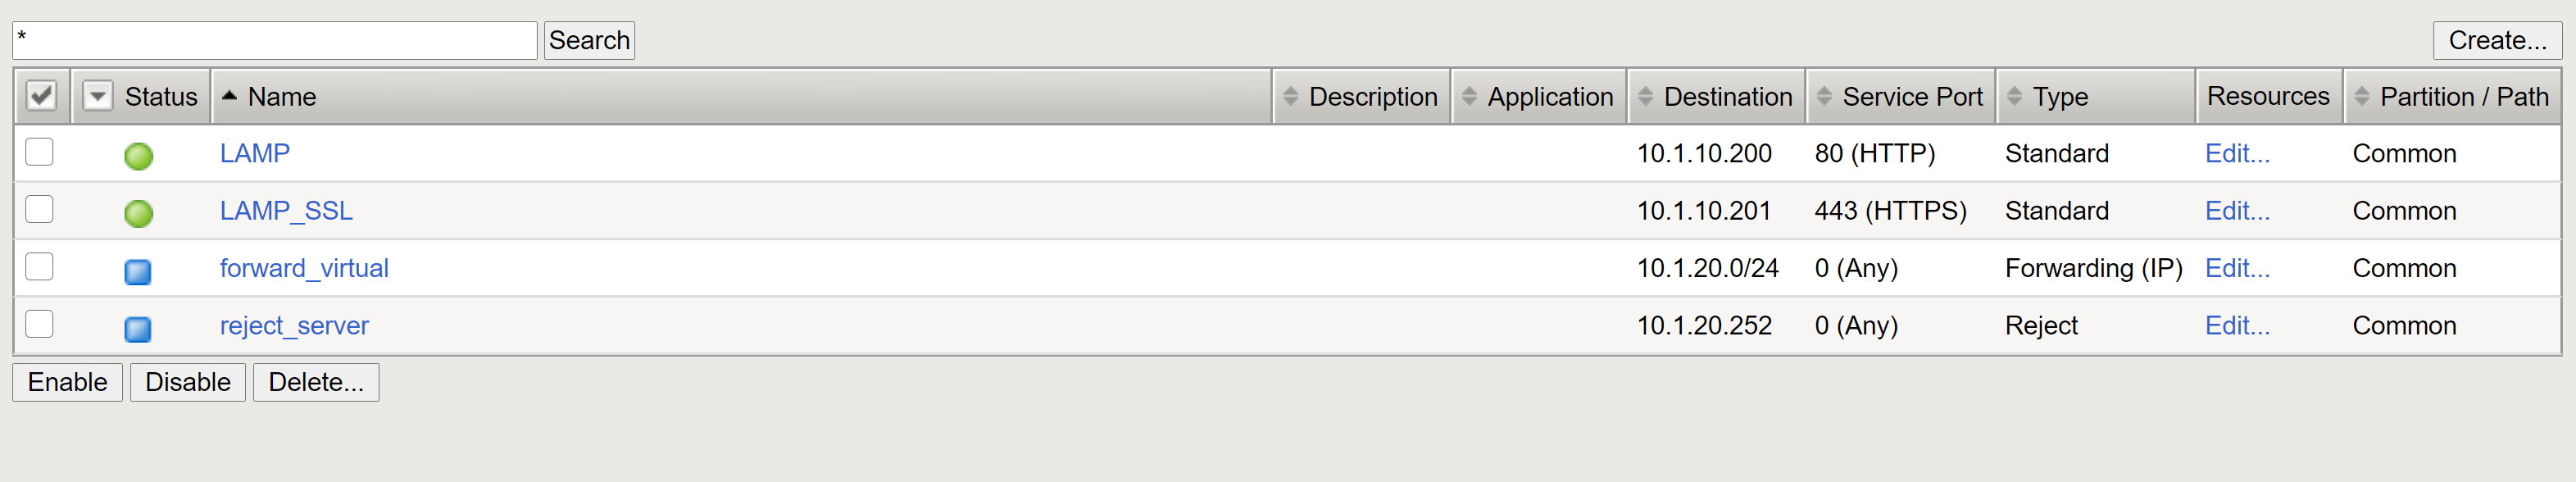 * Search Create...
Status Name Description Application Destination Service Port Type Resources Partition / Path
LAMP 10.1.10.200 80 (HTTP) Standard Edit... Common
LAMP_SSL 10.1.10.201 443 (HTTPS) Standard Edit... Common
forward_virtual 10.1.20.0/24 0 (Any) Forwarding (IP) Edit... Common
reject_server 10.1.20.252 0 (Any) Reject Edit... Common
Enable Disable Delete...